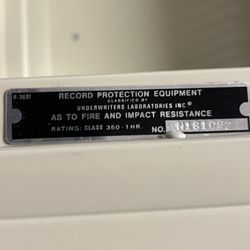 R-3681
RECORD PROTECTION EQUIPMENT
CLASSIFIED BY
UNDERWRITERS LABORATORIES INC®
AS TO FIRE AND IMPACT RESISTANCE
RATING: CLASS 350-1 HR. NO.